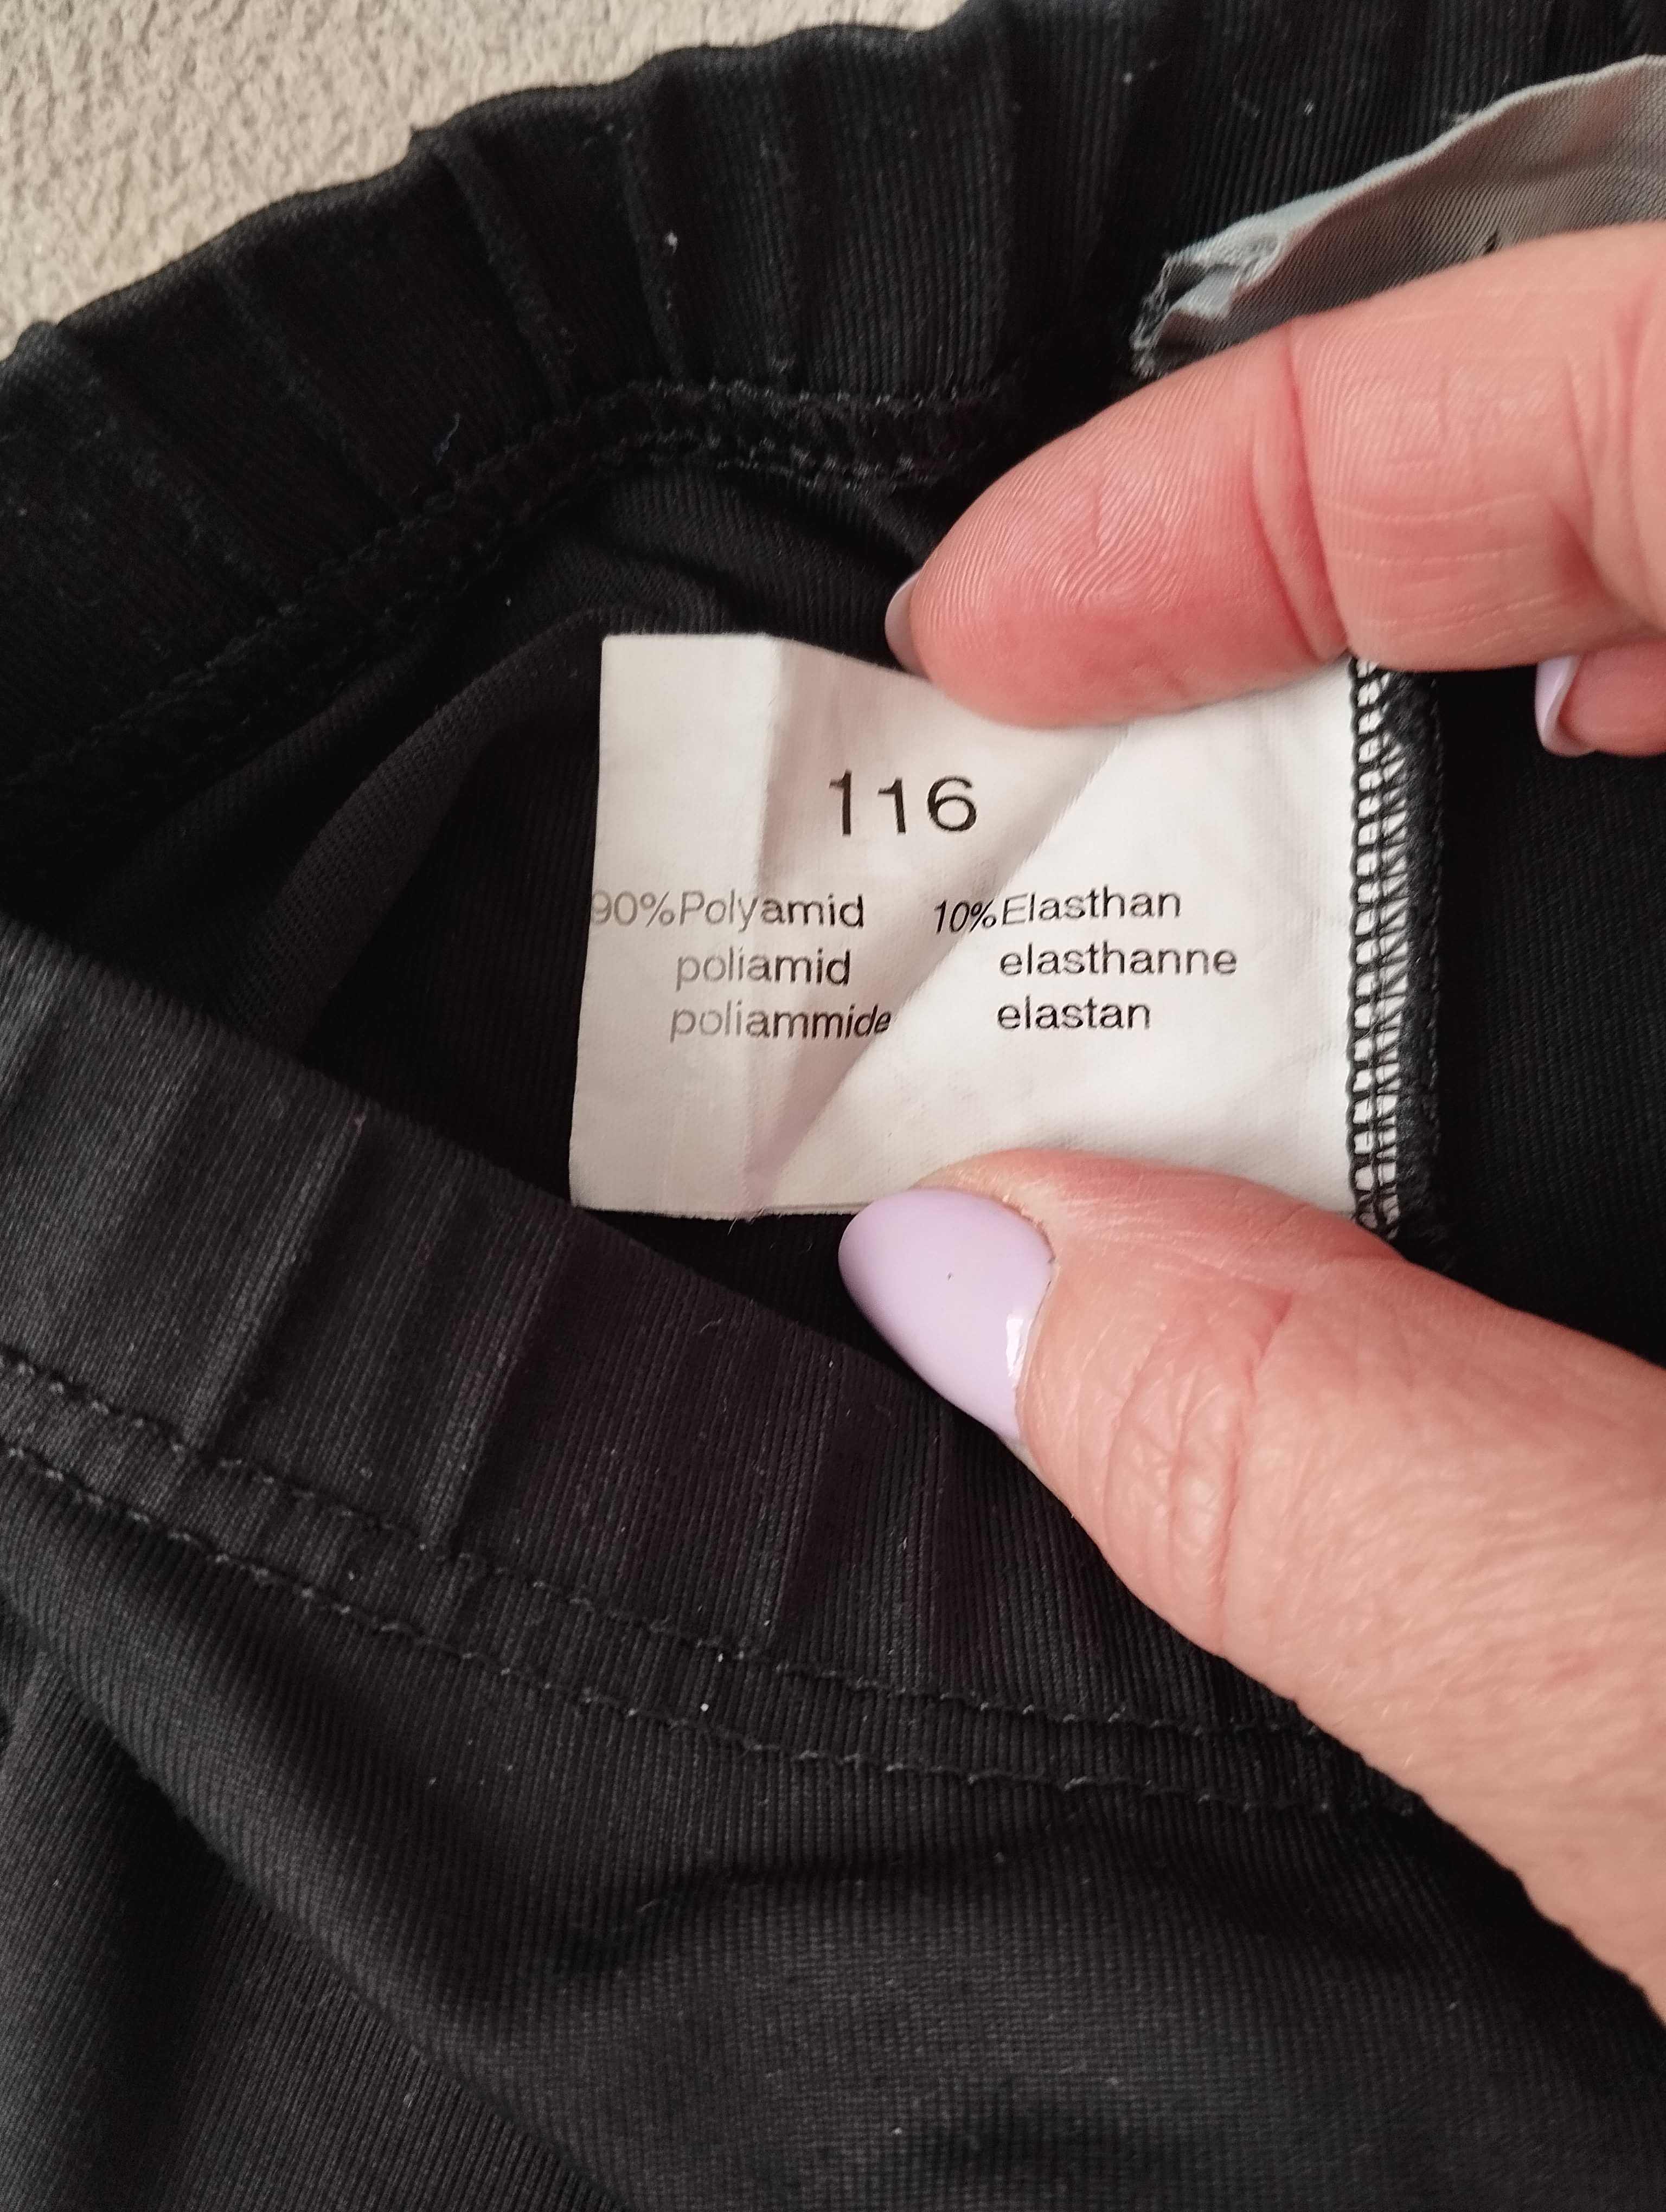 116
90%Polyamid 10%Elasthan
poliamid elasthanne
poliammide elastan